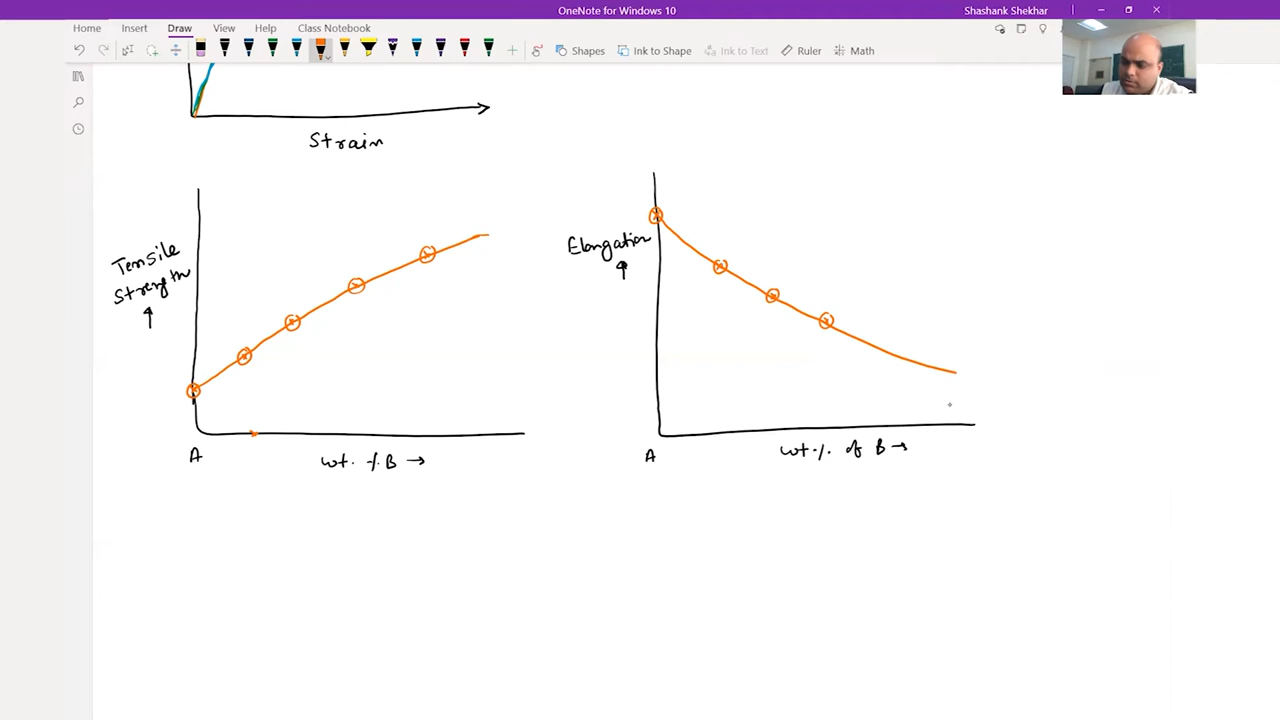 OneNote for Windows 10
Shashank Shekhar
Home Insert Draw View Help Class Notebook
Shapes Ink to Shape Ink to Text Ruler Math
Strain
Tensile
Strength
↑
A
wt. % B →
Elongation
↑
A
wt% of B →